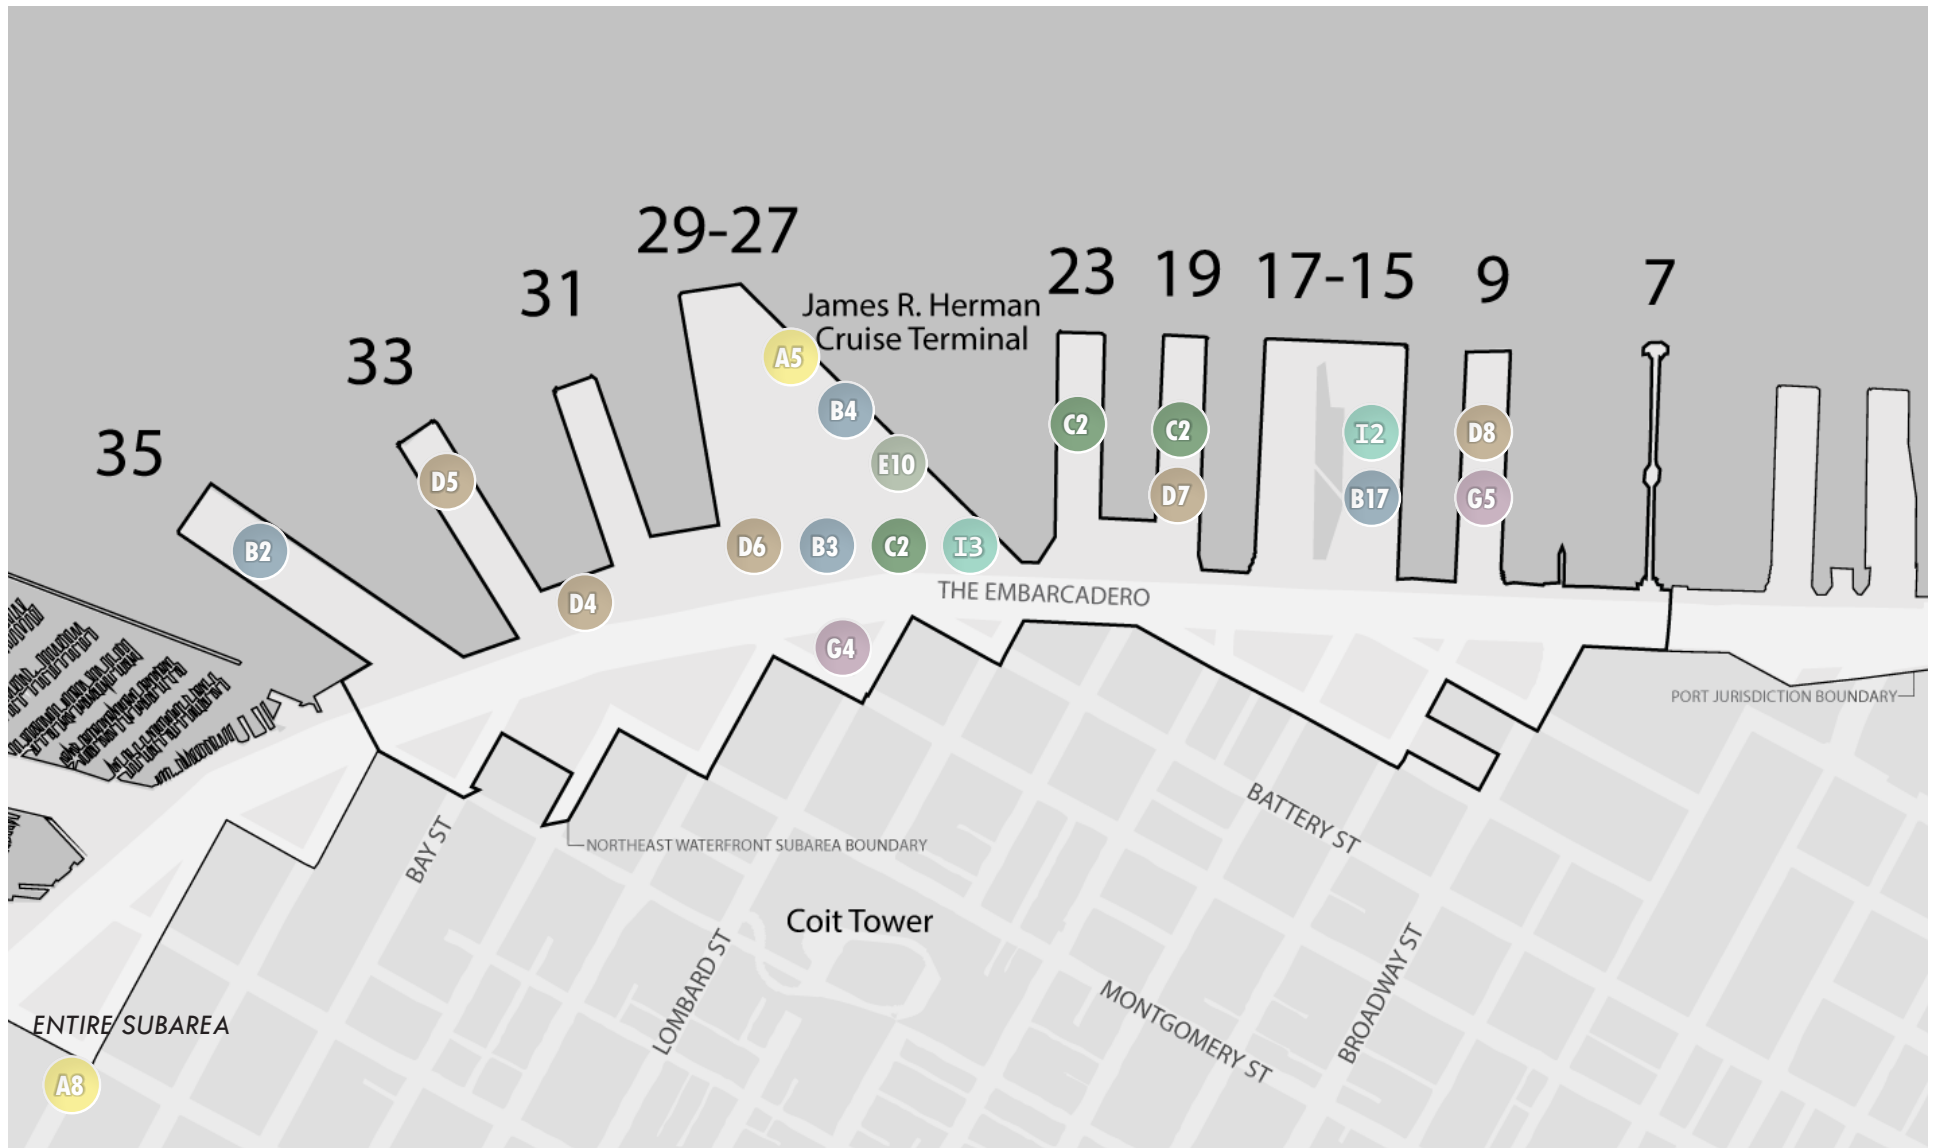 29-27
23
19
17-15
9
7
31
James R. Herman
Cruise Terminal
33
A5
35
B4
C2
C2
I2
D8
E10
D5
D7
B17
G5
B2
D6
B3
C2
I3
D4
THE EMBARCADERO
G4
PORT JURISDICTION BOUNDARY
BATTERY ST
BAY ST
NORTHEAST WATERFRONT SUBAREA BOUNDARY
Coit Tower
LOMBARD ST
BROADWAY ST
MONTGOMERY ST
ENTIRE SUBAREA
A8